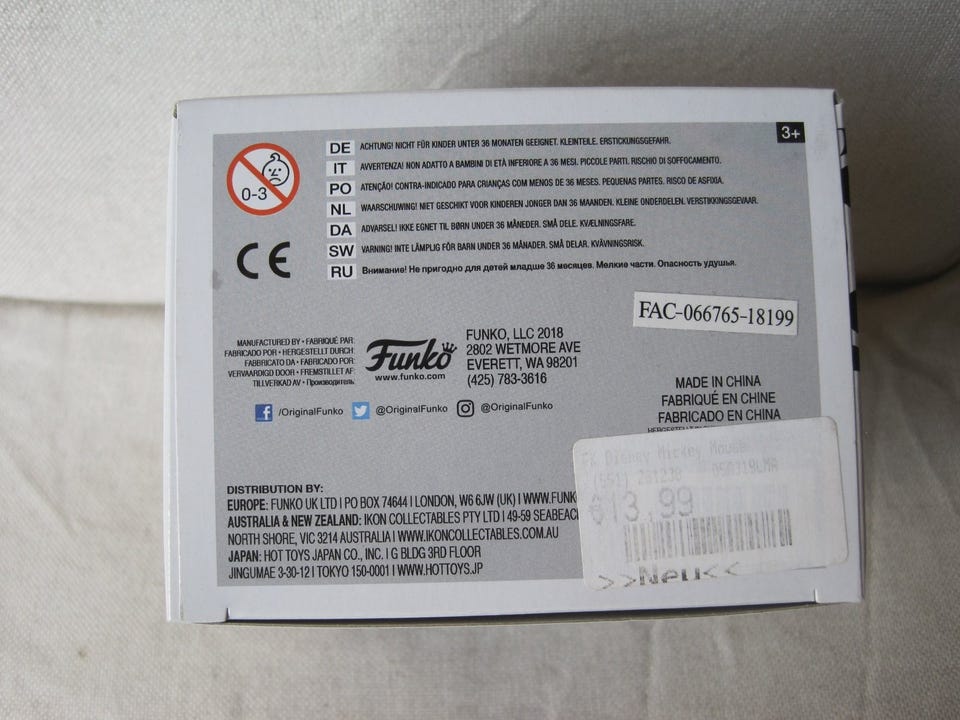 3+
0-3
DE ACHTUNG! NICHT FÜR KINDER UNTER 36 MONATEN GEEIGNET. KLEINTEILE. ERSTICKUNGSGEFAHR.
IT AVVERTENZA! NON ADATTO A BAMBINI DI ETÀ INFERIORE A 36 MESI. PICCOLE PARTI. RISCHIO DI SOFFOCAMENTO.
PO ATENÇÃO! CONTRA-INDICADO PARA CRIANÇAS COM MENOS DE 36 MESES. PEQUENAS PARTES. RISCO DE ASFIXIA.
NL WAARSCHUWING! NIET GESCHIKT VOOR KINDEREN JONGER DAN 36 MAANDEN. KLEINE ONDERDELEN. VERSTIKKINGSGEVAAR.
DA ADVARSEL! IKKE EGNET TIL BØRN UNDER 36 MÅNEDER. SMÅ DELE. KVÆLNINGSFARE.
SW VARNING! INTE LÄMPLIG FÖR BARN UNDER 36 MÅNADER. SMÅ DELAR. KVÄVNINGSRISK.
RU Внимание! Не пригодно для детей младше 36 месяцев. Мелкие части. Опасность удушья.
CE
FAC-066765-18199
MANUFACTURED BY • FABRIQUÉ PAR:
FABRICADO POR • HERGESTELLT DURCH:
FABBRICATO DA • FABRICADO POR:
VERVAARDIGD DOOR • FREMSTILLET AF:
TILLVERKAD AV • Производитель:
Funko
www.funko.com
FUNKO, LLC 2018
2802 WETMORE AVE
EVERETT, WA 98201
(425) 783-3616
/OriginalFunko @OriginalFunko @OriginalFunko
MADE IN CHINA
FABRIQUÉ EN CHINE
FABRICADO EN CHINA
DISTRIBUTION BY:
EUROPE: FUNKO UK LTD | PO BOX 74644 | LONDON, W6 6JW (UK) | WWW.FUNK
AUSTRALIA & NEW ZEALAND: IKON COLLECTABLES PTY LTD | 49-59 SEABEAC
NORTH SHORE, VIC 3214 AUSTRALIA | WWW.IKONCOLLECTABLES.COM.AU
JAPAN: HOT TOYS JAPAN CO., INC. | G BLDG 3RD FLOOR
JINGUMAE 3-30-12 | TOKYO 150-0001 | WWW.HOTTOYS.JP
FK Disney Mickey Mouse
(551)
13.99
>>Neu<<